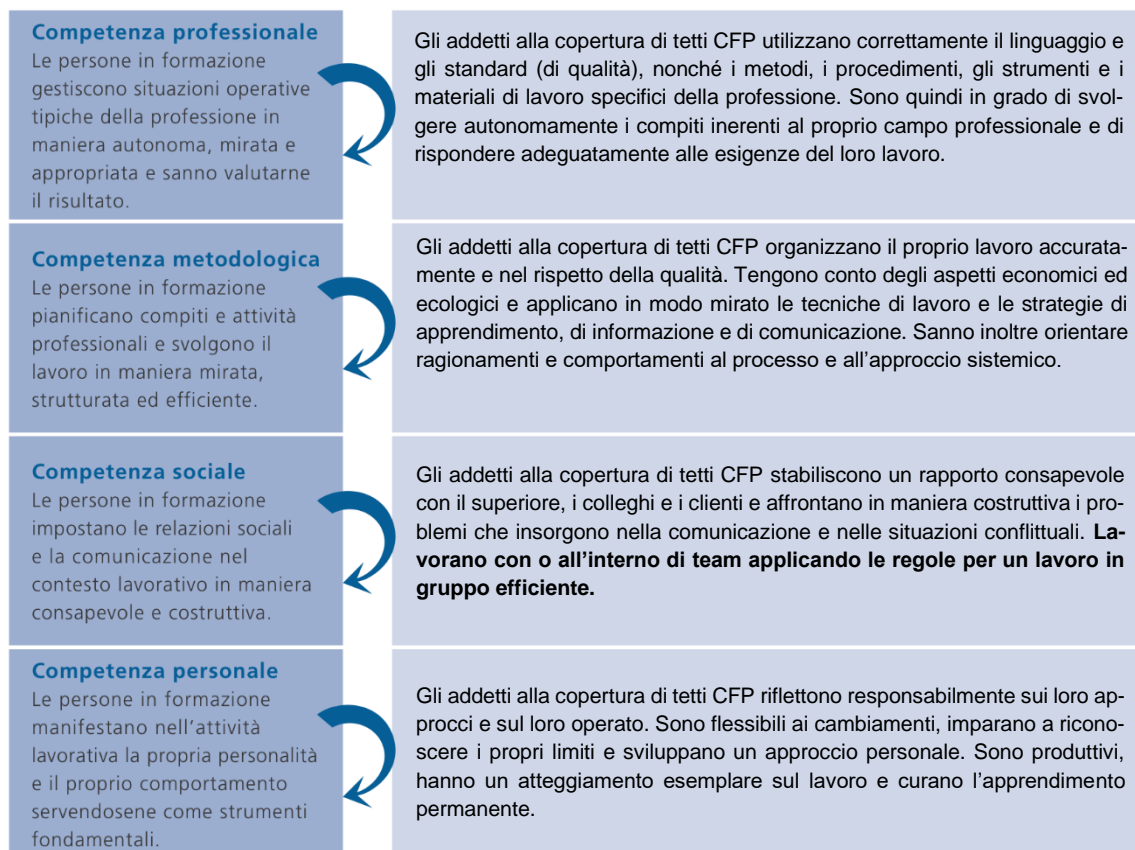 Competenza professionale
Le persone in formazione
gestiscono situazioni operative
tipiche della professione in
maniera autonoma, mirata e
appropriata e sanno valutarne
il risultato.
Gli addetti alla copertura di tetti CFP utilizzano correttamente il linguaggio e
gli standard (di qualità), nonché i metodi, i procedimenti, gli strumenti e i
materiali di lavoro specifici della professione. Sono quindi in grado di svol-
gere autonomamente i compiti inerenti al proprio campo professionale e di
rispondere adeguatamente alle esigenze del loro lavoro.
Competenza metodologica
Le persone in formazione
pianificano compiti e attività
professionali e svolgono il
lavoro in maniera mirata,
strutturata ed efficiente.
Gli addetti alla copertura di tetti CFP organizzano il proprio lavoro accurata-
mente e nel rispetto della qualità. Tengono conto degli aspetti economici ed
ecologici e applicano in modo mirato le tecniche di lavoro e le strategie di
apprendimento, di informazione e di comunicazione. Sanno inoltre orientare
ragionamenti e comportamenti al processo e all'approccio sistemico.
Competenza sociale
Le persone in formazione
impostano le relazioni sociali
e la comunicazione nel
contesto lavorativo in maniera
consapevole e costruttiva.
Gli addetti alla copertura di tetti CFP stabiliscono un rapporto consapevole
con il superiore, i colleghi e i clienti e affrontano in maniera costruttiva i pro-
blemi che insorgono nella comunicazione e nelle situazioni conflittuali. La-
vorano con o all'interno di team applicando le regole per un lavoro in
gruppo efficiente.
Competenza personale
Le persone in formazione
manifestano nell'attività
lavorativa la propria personalità
e il proprio comportamento
servendosene come strumenti
fondamentali.
Gli addetti alla copertura di tetti CFP riflettono responsabilmente sui loro ap-
procci e sul loro operato. Sono flessibili ai cambiamenti, imparano a ricono-
scere i propri limiti e sviluppano un approccio personale. Sono produttivi,
hanno un atteggiamento esemplare sul lavoro e curano l'apprendimento
permanente.